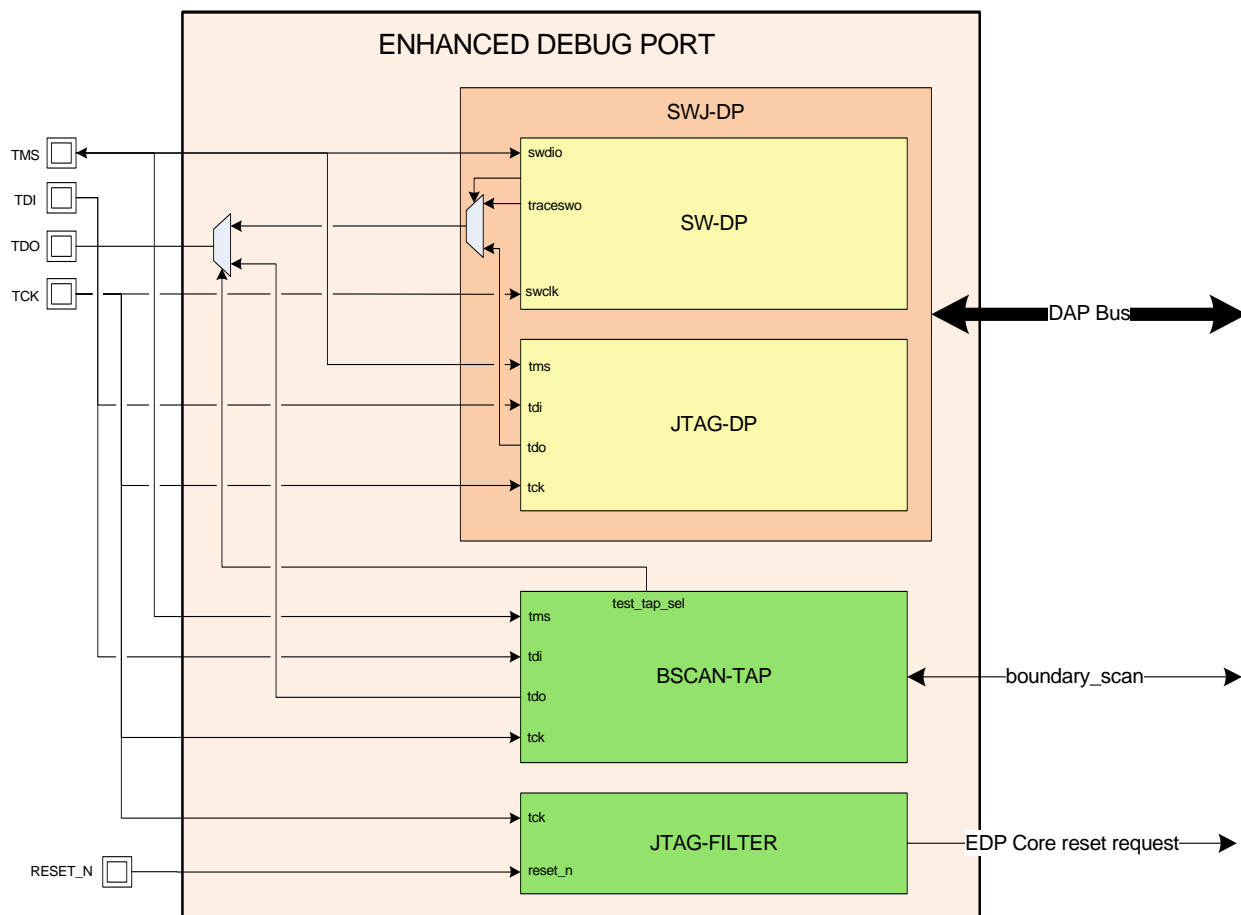 ENHANCED DEBUG PORT
SWJ-DP
TMS
swdio
TDI
traceswo
SW-DP
TDO
TCK
swclk
DAP Bus
tms
tdi
JTAG-DP
tdo
tck
test_tap_sel
tms
tdi
BSCAN-TAP
boundary_scan
tdo
tck
tck
JTAG-FILTER
EDP Core reset request
RESET_N
reset_n